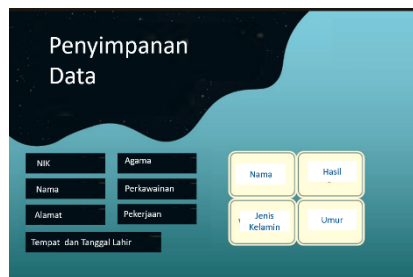 Penyimpanan
Data
NIK
Agama
Nama
Perkawainan
Alamat
Pekerjaan
Tempat dan Tanggal Lahir
Nama
Hasil
Jenis
Kelamin
Umur